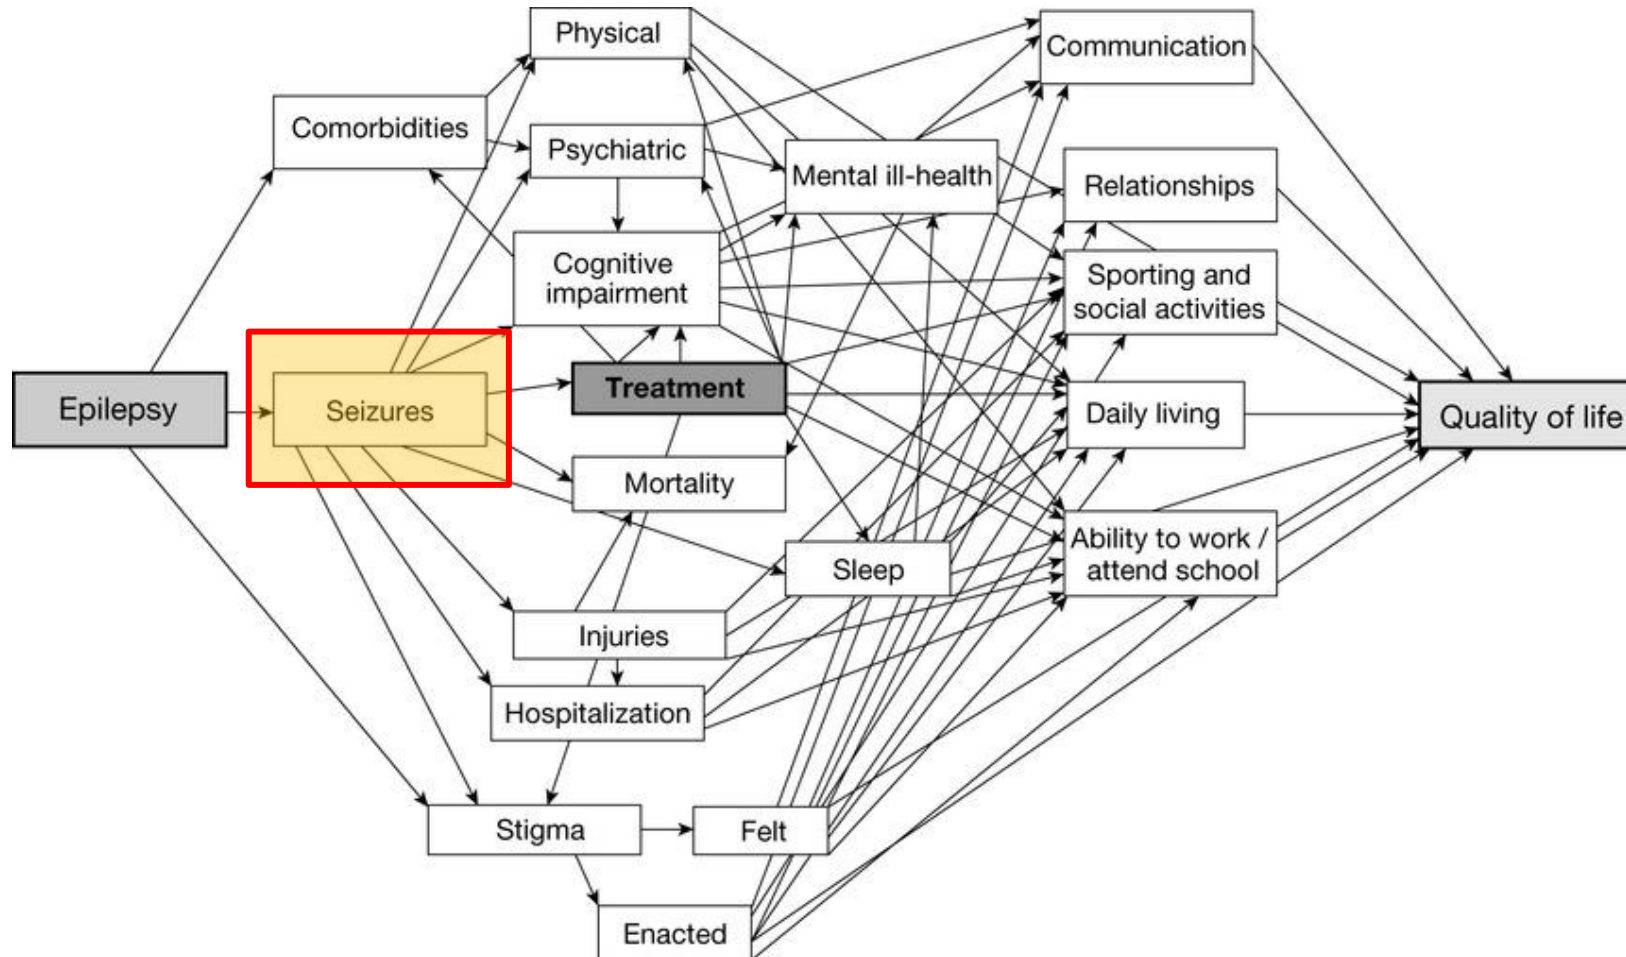 Physical
Communication
Comorbidities
Psychiatric
Mental ill-health
Relationships
Cognitive
impairment
Sporting and
social activities
Epilepsy
Seizures
Treatment
Daily living
Quality of life
Mortality
Sleep
Ability to work /
attend school
Injuries
Hospitalization
Stigma
Felt
Enacted